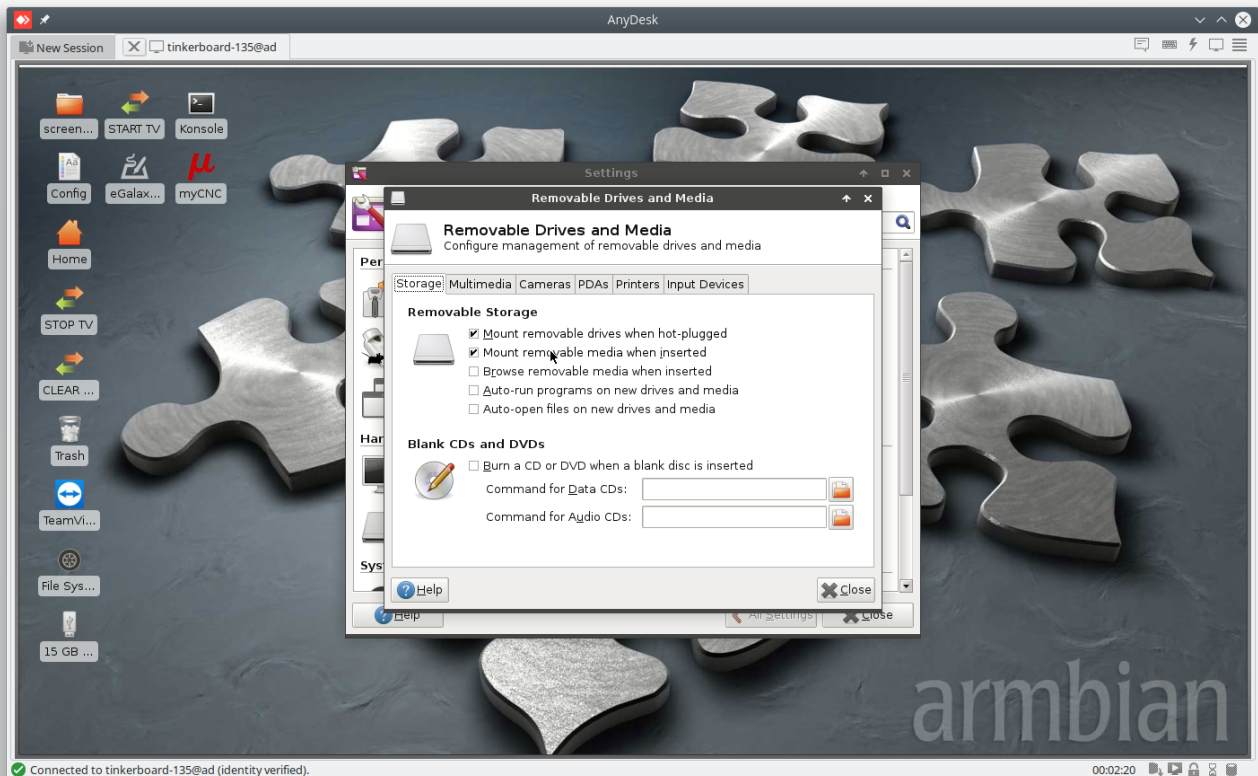 AnyDesk
New Session
tinkerboard-135@ad
screen...
START TV
Konsole
Config
eGalax...
myCNC
Home
STOP TV
CLEAR ...
Trash
TeamVi...
File Sys...
15 GB ...
Settings
Per
Har
Sys
Help
All Settings
Close
Removable Drives and Media
Removable Drives and Media
Configure management of removable drives and media
Storage Multimedia Cameras PDAs Printers Input Devices
Removable Storage
Mount removable drives when hot-plugged
Mount removable media when inserted
Browse removable media when inserted
Auto-run programs on new drives and media
Auto-open files on new drives and media
Blank CDs and DVDs
Burn a CD or DVD when a blank disc is inserted
Command for Data CDs:
Command for Audio CDs:
Help
Close
armbian
Connected to tinkerboard-135@ad (identity verified).
00:02:20